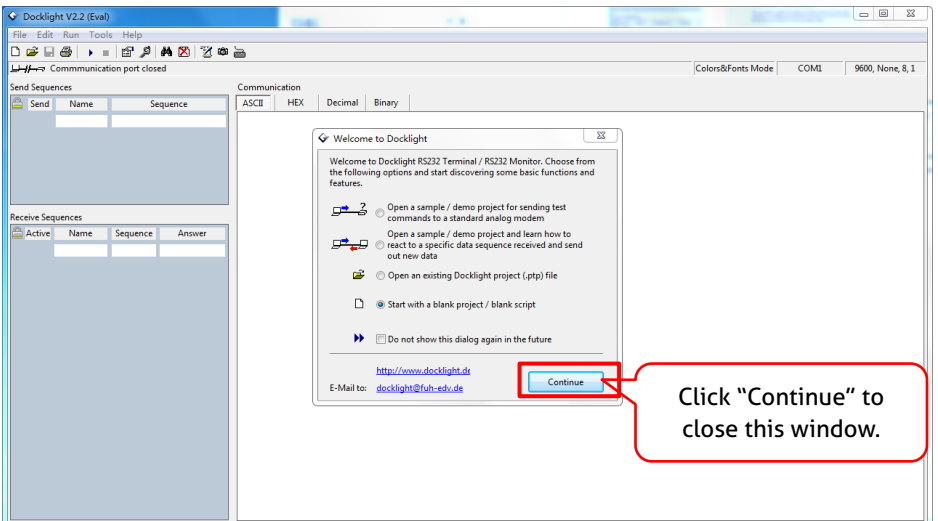 Docklight V2.2 (Eval)
File Edit Run Tools Help
Commmunication port closed
Colors&Fonts Mode COM1 9600, None, 8, 1
Send Sequences
Send Name Sequence
Communication
ASCII HEX Decimal Binary
Welcome to Docklight
Welcome to Docklight RS232 Terminal / RS232 Monitor. Choose from
the following options and start discovering some basic functions and
features.
Open a sample / demo project for sending test
commands to a standard analog modem
Open a sample / demo project and learn how to
react to a specific data sequence received and send
out new data
Open an existing Docklight project (.ptp) file
Start with a blank project / blank script
Do not show this dialog again in the future
http://www.docklight.de
E-Mail to: docklight@fuh-edv.de
Continue
Receive Sequences
Active Name Sequence Answer
Click “Continue” to
close this window.